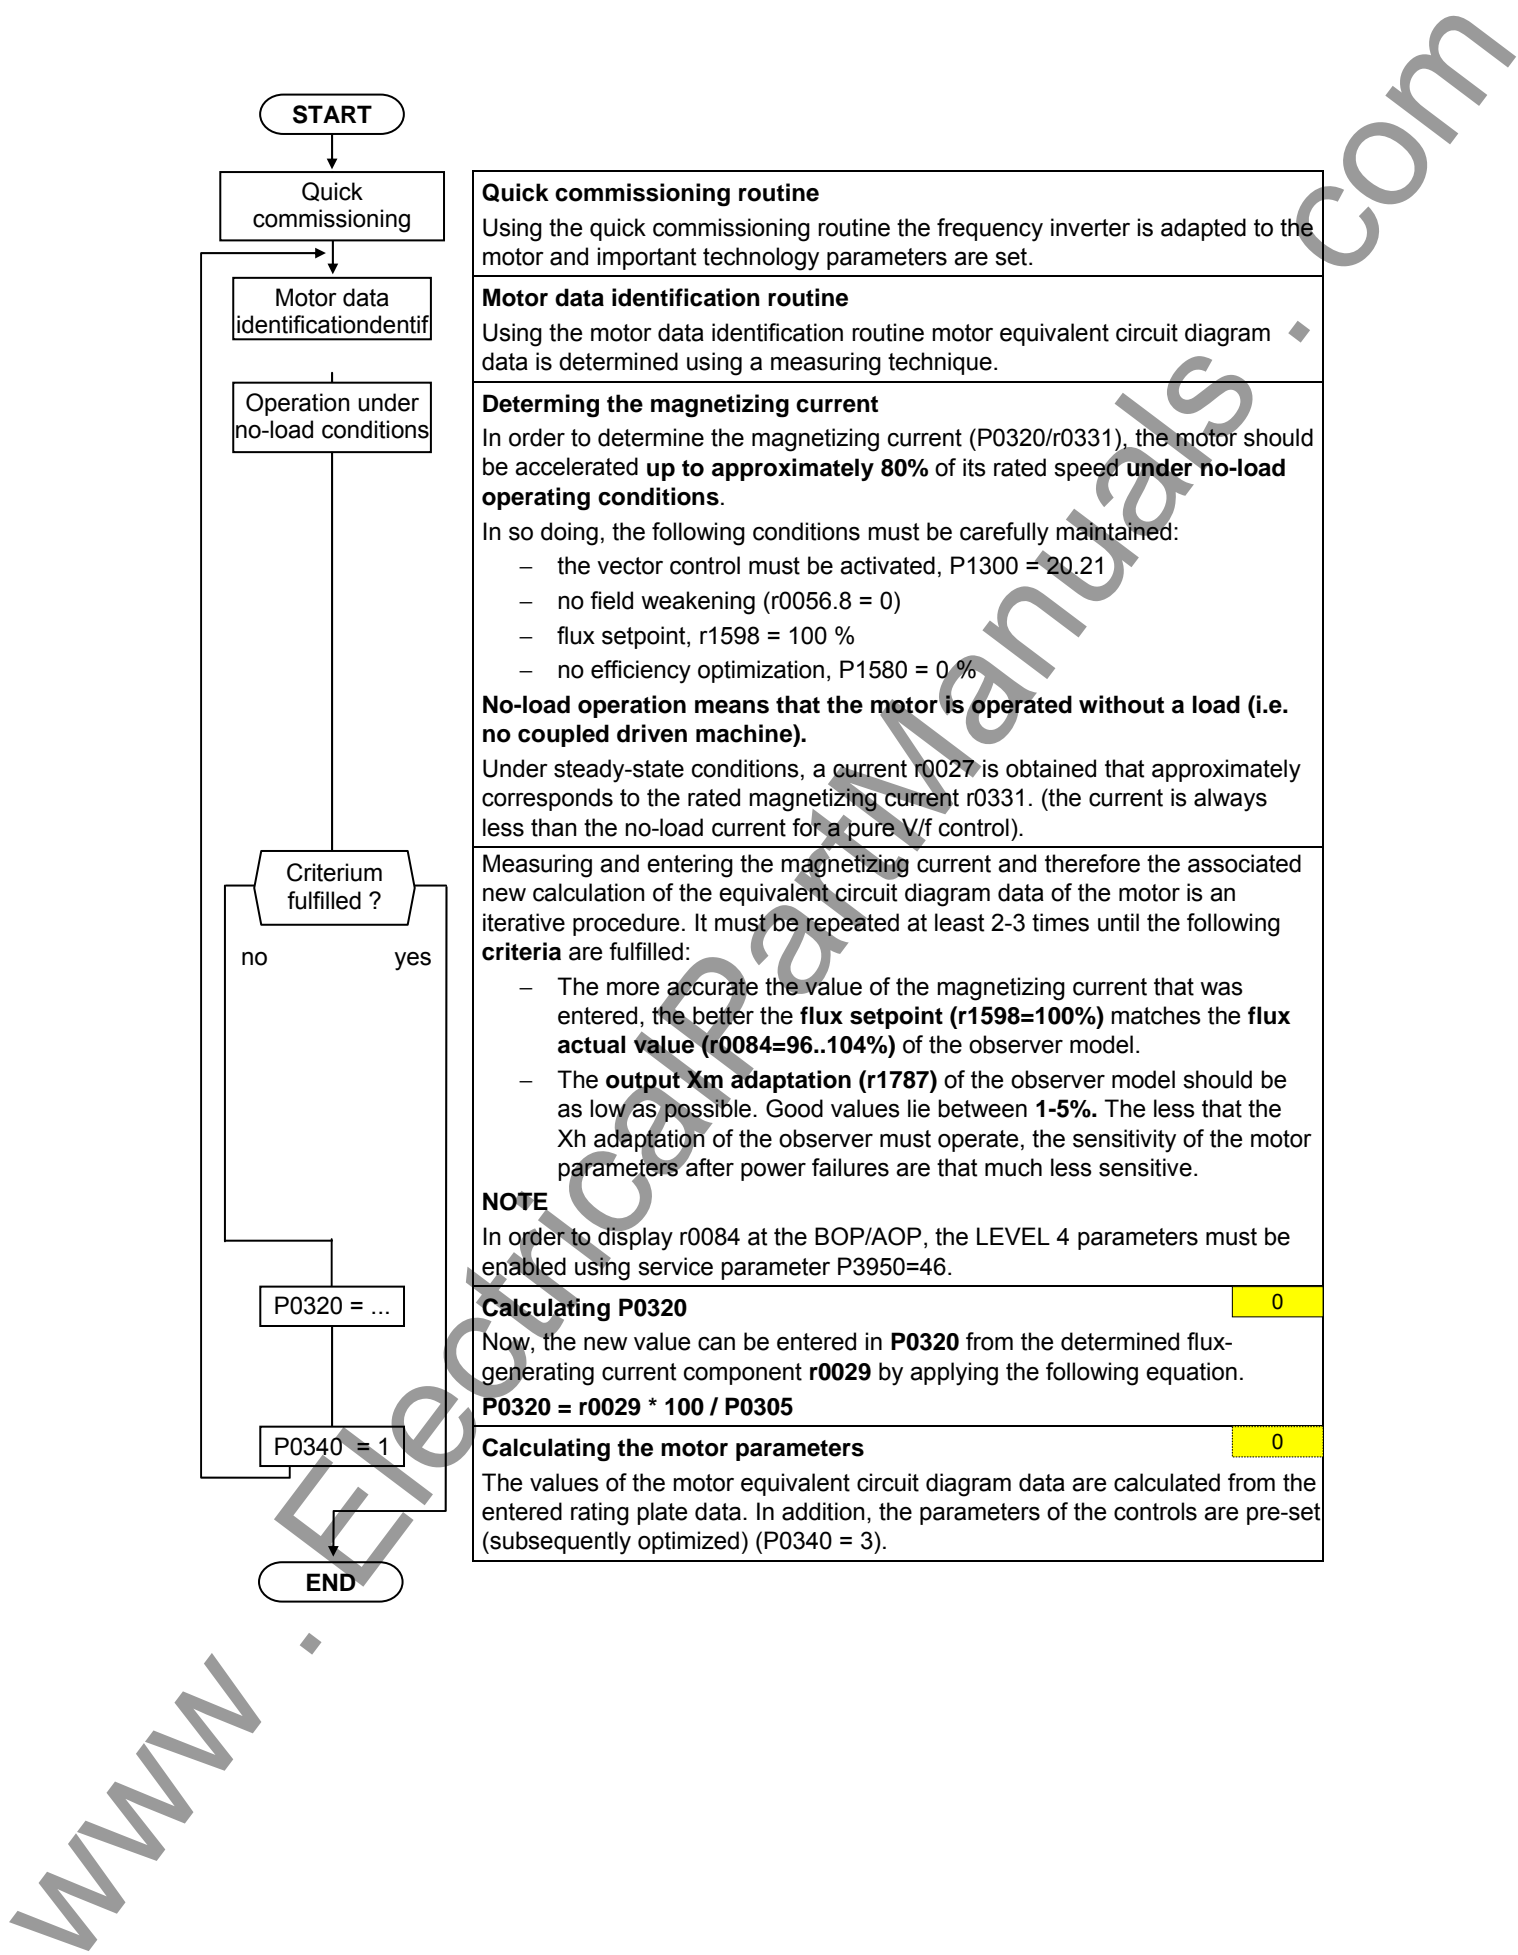 START
Quick
commissioning
Motor data
identificationdentif
Operation under
no-load conditions
Criterium
fulfilled ?
no yes
P0320 = ...
P0340 = 1
END
Quick commissioning routine
Using the quick commissioning routine the frequency inverter is adapted to the
motor and important technology parameters are set.
Motor data identification routine
Using the motor data identification routine motor equivalent circuit diagram
data is determined using a measuring technique.
Determing the magnetizing current
In order to determine the magnetizing current (P0320/r0331), the motor should
be accelerated up to approximately 80% of its rated speed under no-load
operating conditions.
In so doing, the following conditions must be carefully maintained:
– the vector control must be activated, P1300 = 20.21
– no field weakening (r0056.8 = 0)
– flux setpoint, r1598 = 100 %
– no efficiency optimization, P1580 = 0 %
No-load operation means that the motor is operated without a load (i.e.
no coupled driven machine).
Under steady-state conditions, a current r0027 is obtained that approximately
corresponds to the rated magnetizing current r0331. (the current is always
less than the no-load current for a pure V/f control).
Measuring and entering the magnetizing current and therefore the associated
new calculation of the equivalent circuit diagram data of the motor is an
iterative procedure. It must be repeated at least 2-3 times until the following
criteria are fulfilled:
– The more accurate the value of the magnetizing current that was
entered, the better the flux setpoint (r1598=100%) matches the flux
actual value (r0084=96..104%) of the observer model.
– The output Xm adaptation (r1787) of the observer model should be
as low as possible. Good values lie between 1-5%. The less that the
Xh adaptation of the observer must operate, the sensitivity of the motor
parameters after power failures are that much less sensitive.
NOTE
In order to display r0084 at the BOP/AOP, the LEVEL 4 parameters must be
enabled using service parameter P3950=46.
Calculating P0320 0
Now, the new value can be entered in P0320 from the determined flux-
generating current component r0029 by applying the following equation.
P0320 = r0029 * 100 / P0305
Calculating the motor parameters 0
The values of the motor equivalent circuit diagram data are calculated from the
entered rating plate data. In addition, the parameters of the controls are pre-set
(subsequently optimized) (P0340 = 3).
www . ElectricalPartManuals . com